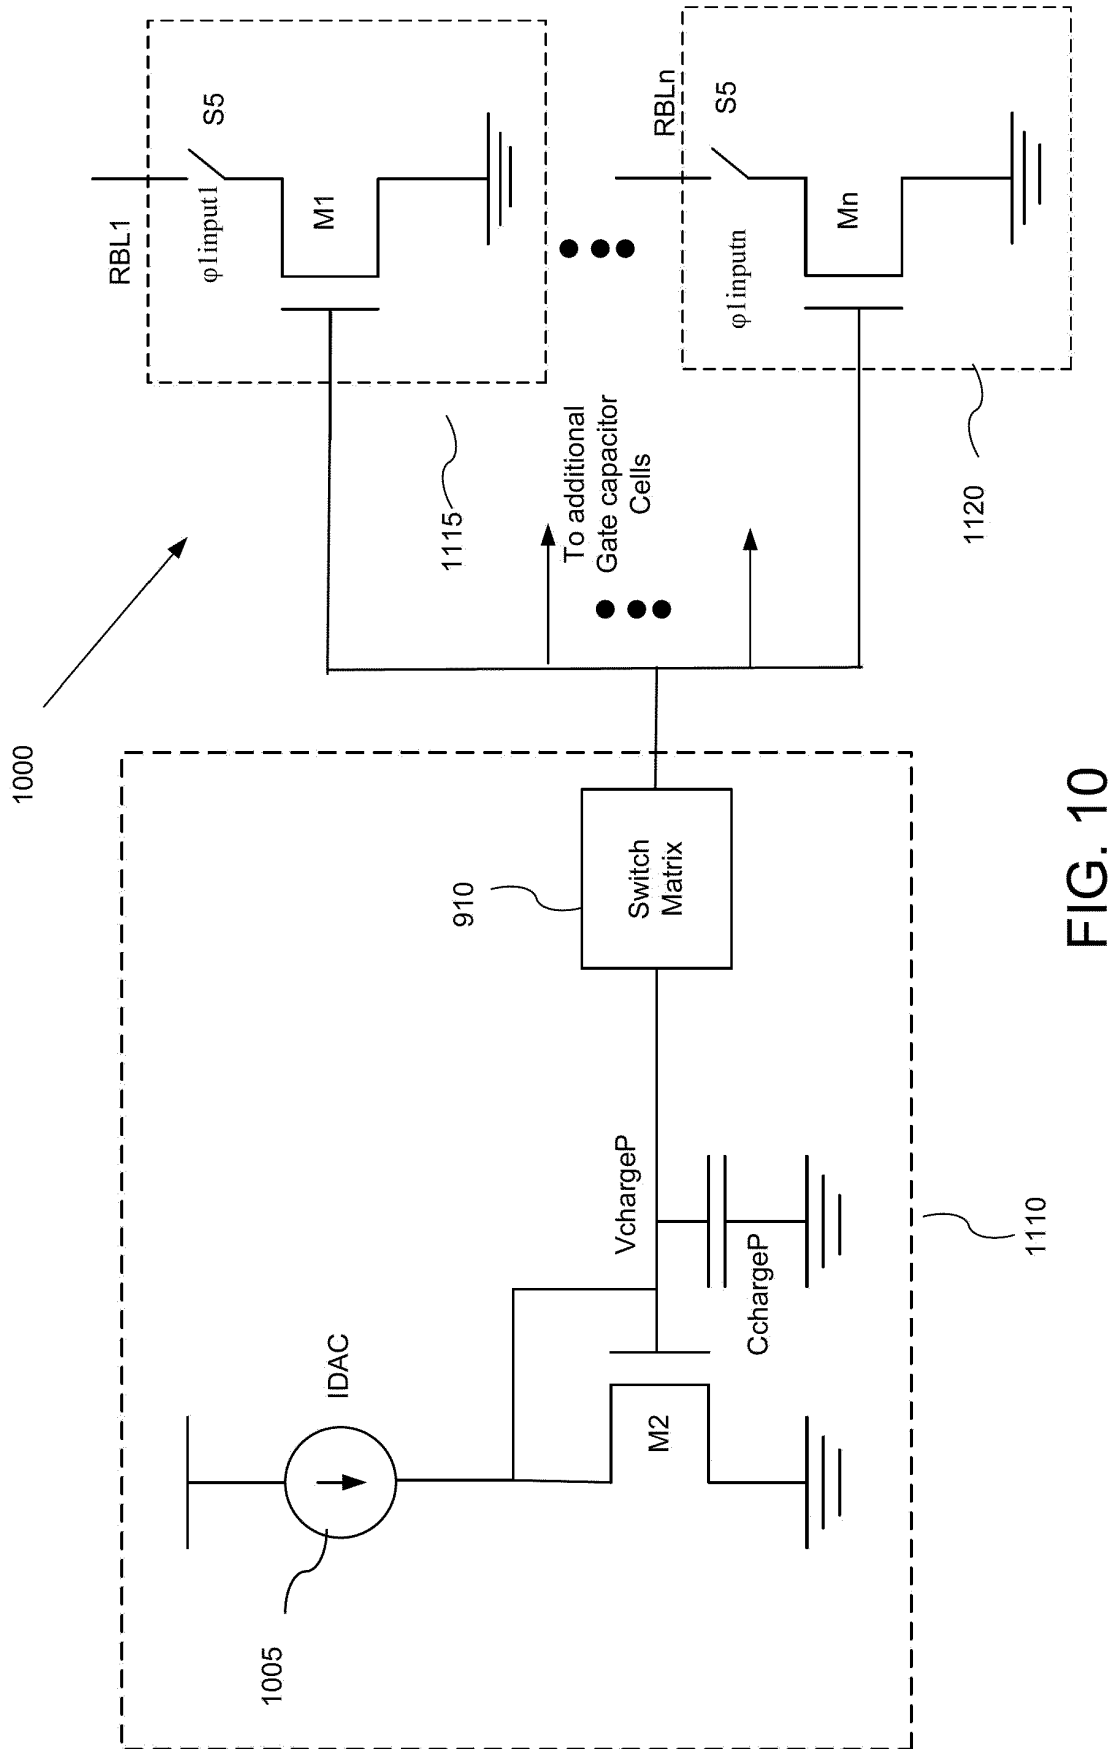 1000
RBL1
φ1input1
S5
M1
RBLn
S5
φ1inputn
Mn
1115
To additional
Gate capacitor
Cells
1120
910
Switch
Matrix
VchargeP
CchargeP
IDAC
M2
1005
1110
FIG. 10